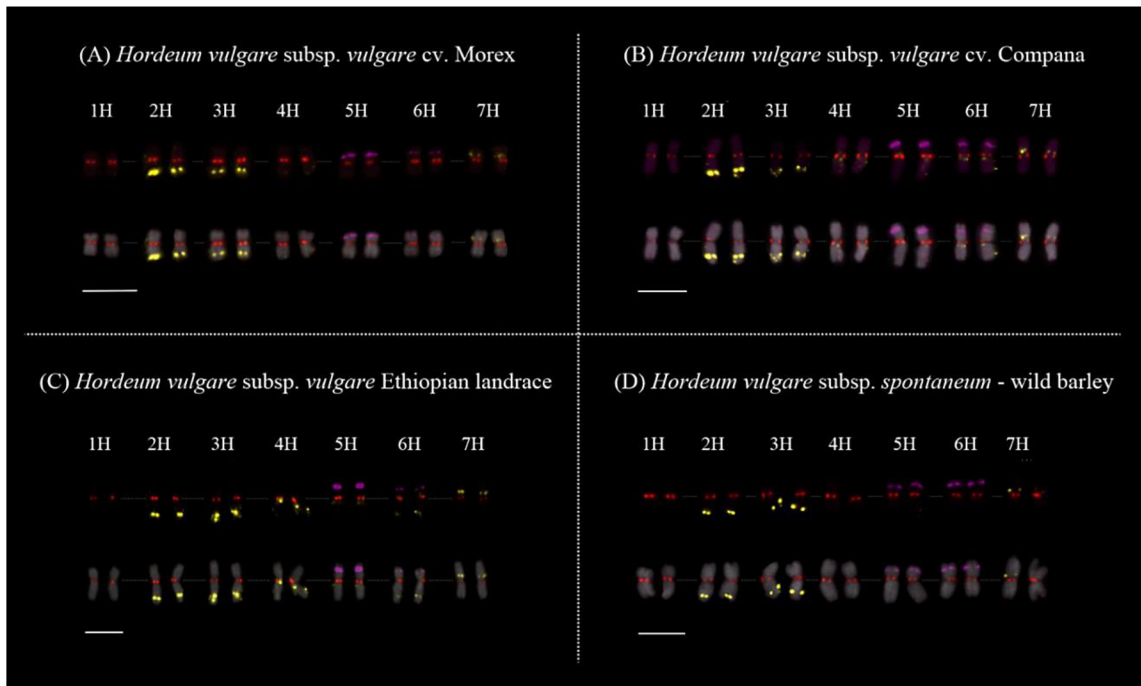 (A) Hordeum vulgare subsp. vulgare cv. Morex
1H 2H 3H 4H 5H 6H 7H
(B) Hordeum vulgare subsp. vulgare cv. Compana
1H 2H 3H 4H 5H 6H 7H
(C) Hordeum vulgare subsp. vulgare Ethiopian landrace
1H 2H 3H 4H 5H 6H 7H
(D) Hordeum vulgare subsp. spontaneum - wild barley
1H 2H 3H 4H 5H 6H 7H